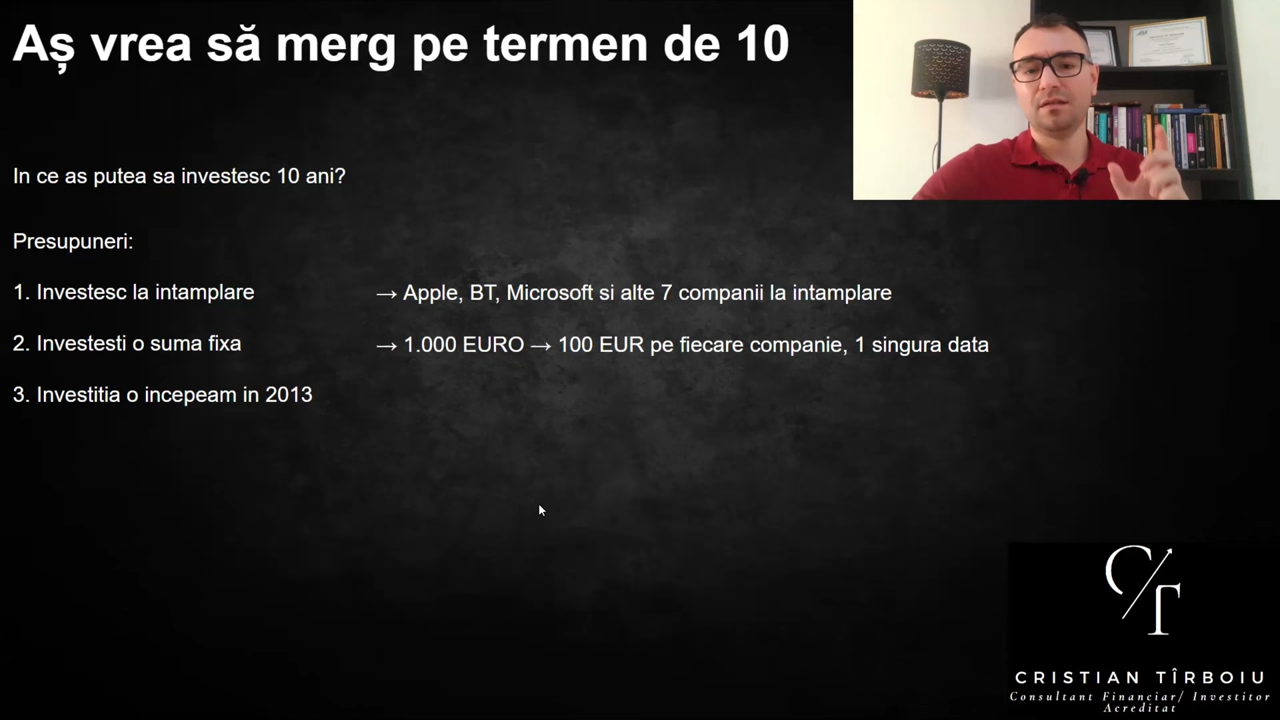 Aș vrea să merg pe termen de 10
In ce as putea sa investesc 10 ani?
Presupuneri:
1. Investesc la intamplare → Apple, BT, Microsoft si alte 7 companii la intamplare
2. Investesti o suma fixa → 1.000 EURO → 100 EUR pe fiecare companie, 1 singura data
3. Investitia o incepeam in 2013
CT
CRISTIAN TÎRBOIU
Consultant Financiar/ Investitor
Acreditat